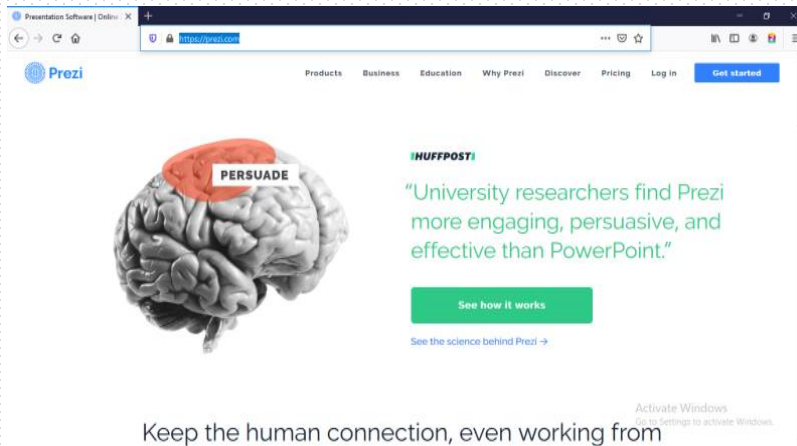 Presentation Software | Online
https://prezi.com
Prezi
Products Business Education Why Prezi Discover Pricing Log in Get started
PERSUADE
HUFFPOST
“University researchers find Prezi
more engaging, persuasive, and
effective than PowerPoint.”
See how it works
See the science behind Prezi →
Activate Windows
Go to Settings to activate Windows.
Keep the human connection, even working from